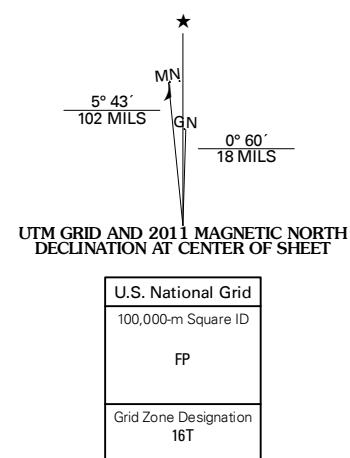 ★
MN
5° 43´
102 MILS
GN
0° 60´
18 MILS
UTM GRID AND 2011 MAGNETIC NORTH
DECLINATION AT CENTER OF SHEET
U.S. National Grid
100,000-m Square ID
FP
Grid Zone Designation
16T